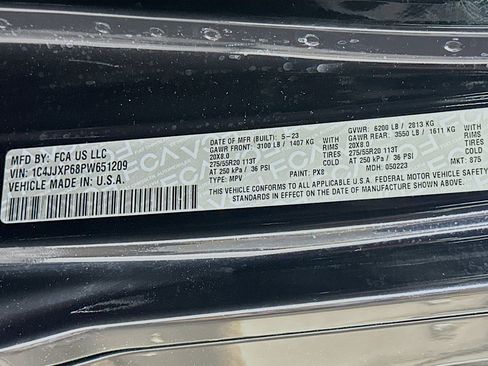 MFD BY: FCA US LLC
VIN: 1C4JJXP68PW651209
VEHICLE MADE IN: U.S.A.
DATE OF MFR (BUILT): 5-23
GAWR FRONT: 3100 LB / 1407 KG
20X8.0
275/55R20 113T
AT 250 kPa / 36 PSI
TYPE: MPV
PAINT: PX8
GVWR: 6200 LB / 2813 KG
GAWR REAR: 3550 LB / 1611 KG
20X8.0 RIMS
275/55R20 113T TIRES
AT 250 kPa / 36 PSI COLD
MDH: 050223
MKT: 875
RIMS
TIRES
COLD
THIS VEHICLE CONFORMS TO ALL APPLICABLE U.S.A. FEDERAL MOTOR VEHICLE SAFETY
STANDARDS IN EFFECT ON THE DATE OF MANUFACTURE SHOWN ABOVE.